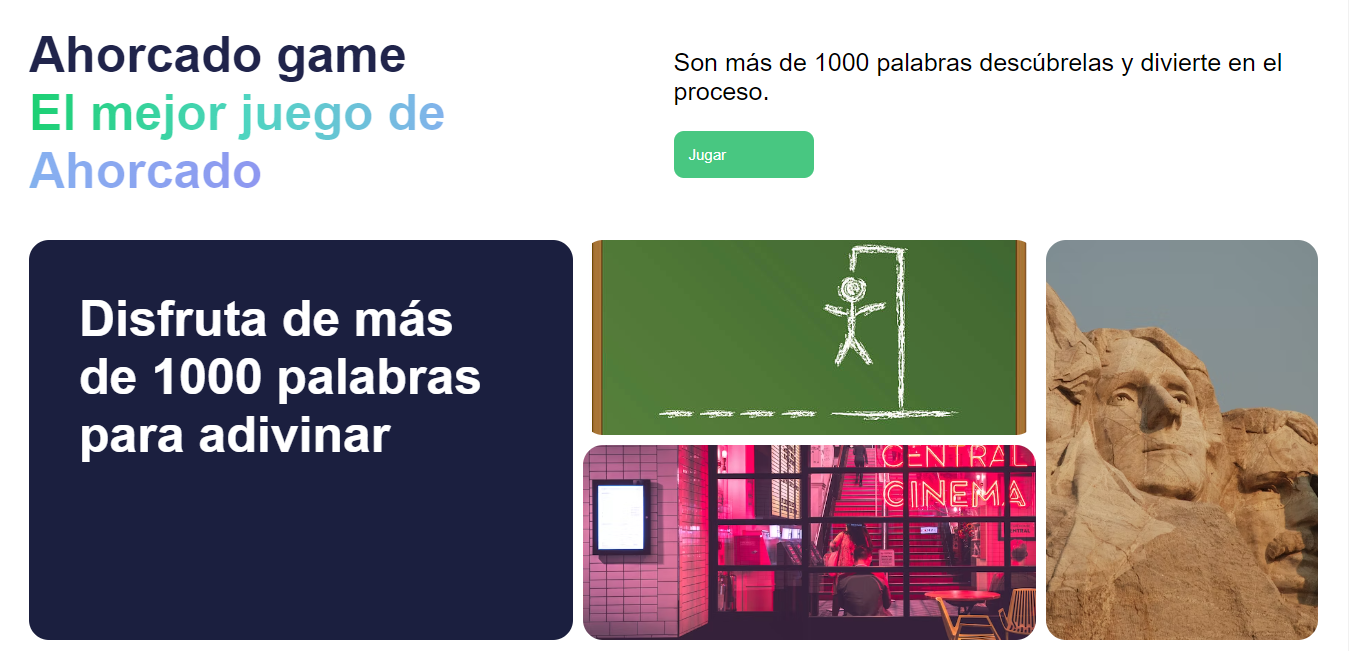 Ahorcado game
El mejor juego de
Ahorcado
Son más de 1000 palabras descúbrelas y divierte en el
proceso.
Jugar
Disfruta de más
de 1000 palabras
para adivinar
CENTRAL
CINEMA